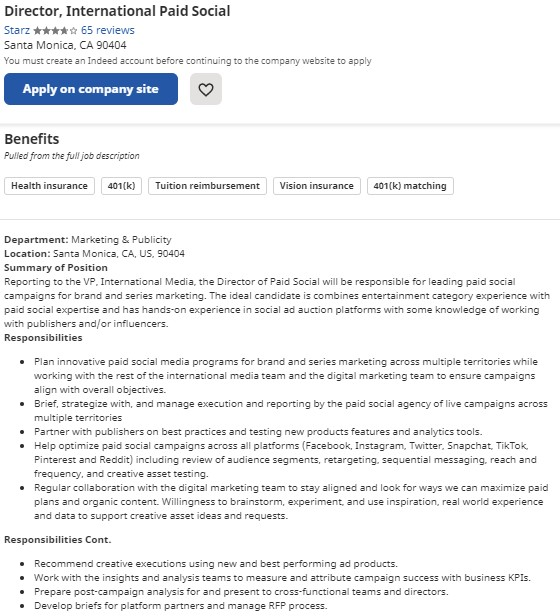 Director, International Paid Social
Starz ★★★★☆ 65 reviews
Santa Monica, CA 90404
You must create an Indeed account before continuing to the company website to apply
Apply on company site
Benefits
Pulled from the full job description
Health insurance 401(k) Tuition reimbursement Vision insurance 401(k) matching
Department: Marketing & Publicity
Location: Santa Monica, CA, US, 90404
Summary of Position
Reporting to the VP, International Media, the Director of Paid Social will be responsible for leading paid social
campaigns for brand and series marketing. The ideal candidate is combines entertainment category experience with
paid social expertise and has hands-on experience in social ad auction platforms with some knowledge of working
with publishers and/or influencers.
Responsibilities
• Plan innovative paid social media programs for brand and series marketing across multiple territories while
working with the rest of the international media team and the digital marketing team to ensure campaigns
align with overall objectives.
• Brief, strategize with, and manage execution and reporting by the paid social agency of live campaigns across
multiple territories
• Partner with publishers on best practices and testing new products features and analytics tools.
• Help optimize paid social campaigns across all platforms (Facebook, Instagram, Twitter, Snapchat, TikTok,
Pinterest and Reddit) including review of audience segments, retargeting, sequential messaging, reach and
frequency, and creative asset testing.
• Regular collaboration with the digital marketing team to stay aligned and look for ways we can maximize paid
plans and organic content. Willingness to brainstorm, experiment, and use inspiration, real world experience
and data to support creative asset ideas and requests.
Responsibilities Cont.
• Recommend creative executions using new and best performing ad products.
• Work with the insights and analysis teams to measure and attribute campaign success with business KPIs.
• Prepare post-campaign analysis for and present to cross-functional teams and directors.
• Develop briefs for platform partners and manage RFP process.